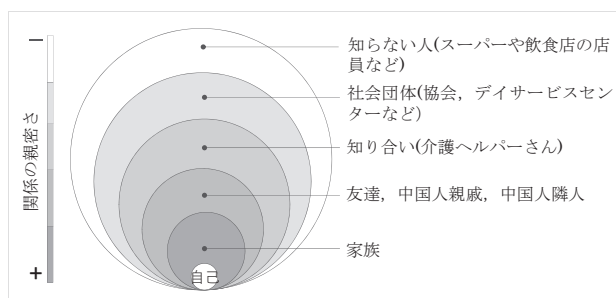 ー
知らない人(スーパーや飲食店の店
員など)
社会団体(協会，デイサービスセン
ターなど)
知り合い(介護ヘルパーさん)
友達，中国人親戚，中国人隣人
家族
自己
関係の親密さ
+